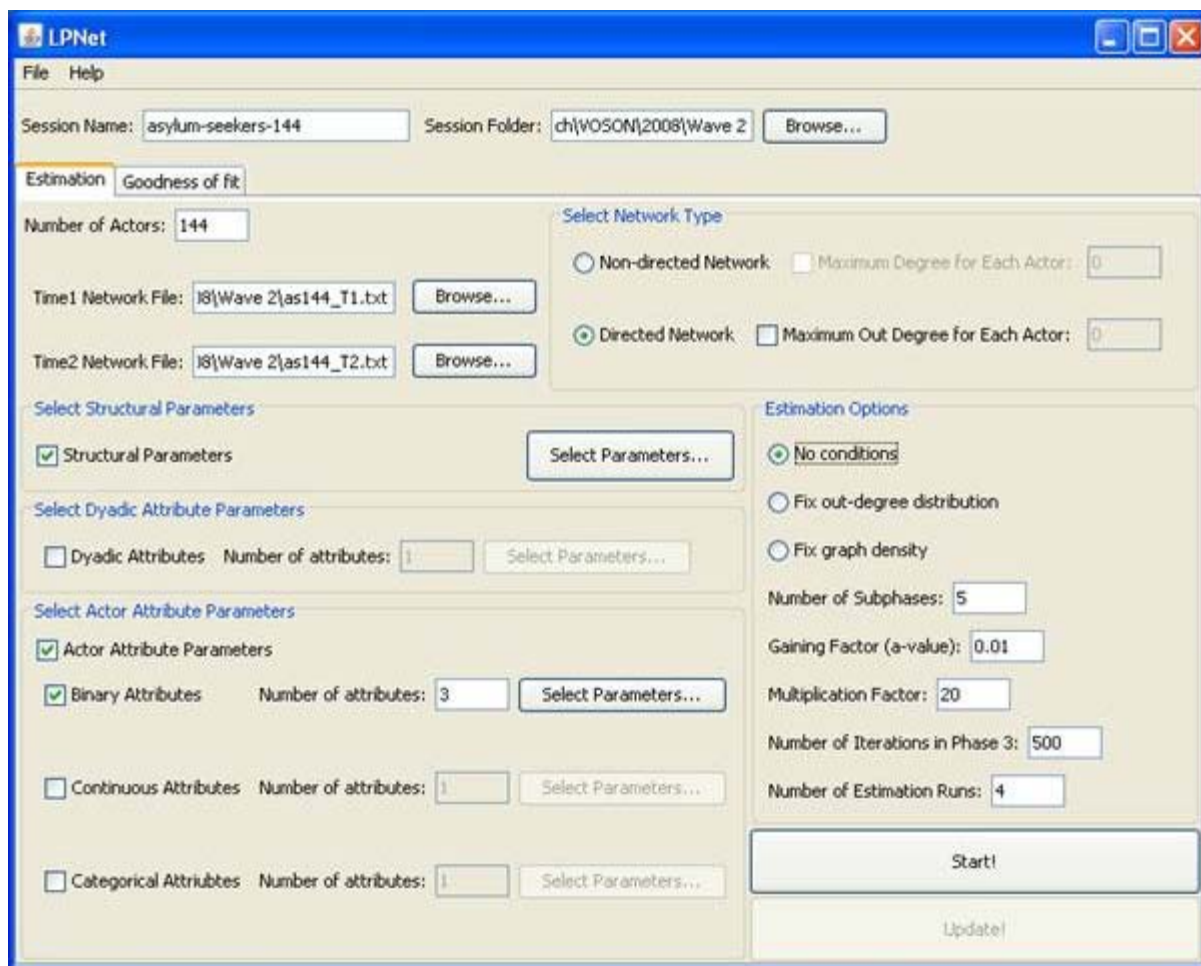 LPNet
File Help
Session Name: asylum-seekers-144 Session Folder: ch\VOSON\2008\Wave 2 Browse...
Estimation Goodness of fit
Number of Actors: 144
Time1 Network File: )8\Wave 2\as144_T1.txt Browse...
Time2 Network File: )8\Wave 2\as144_T2.txt Browse...
Select Network Type
Non-directed Network Maximum Degree for Each Actor: 0
Directed Network Maximum Out Degree for Each Actor: 0
Select Structural Parameters
Structural Parameters Select Parameters...
Select Dyadic Attribute Parameters
Dyadic Attributes Number of attributes: 1 Select Parameters...
Select Actor Attribute Parameters
Actor Attribute Parameters
Binary Attributes Number of attributes: 3 Select Parameters...
Continuous Attributes Number of attributes: 1 Select Parameters...
Categorical Attriubtes Number of attributes: 1 Select Parameters...
Estimation Options
No conditions
Fix out-degree distribution
Fix graph density
Number of Subphases: 5
Gaining Factor (a-value): 0.01
Multiplication Factor: 20
Number of Iterations in Phase 3: 500
Number of Estimation Runs: 4
Start!
Update!